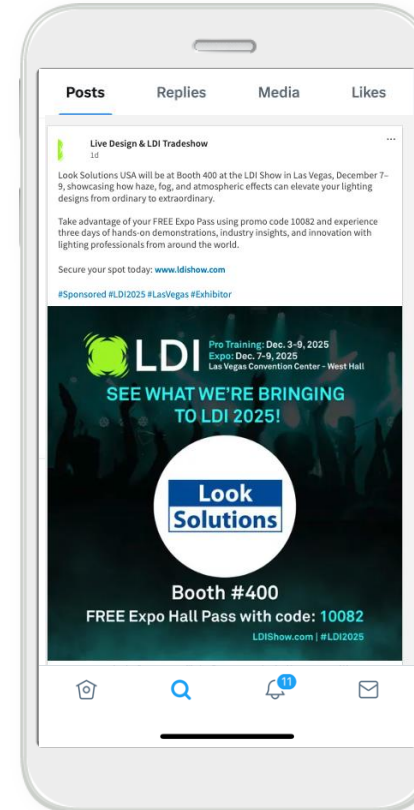 Posts Replies Media Likes
Live Design & LDI Tradeshow
1d
Look Solutions USA will be at Booth 400 at the LDI Show in Las Vegas, December 7–
9, showcasing how haze, fog, and atmospheric effects can elevate your lighting
designs from ordinary to extraordinary.
Take advantage of your FREE Expo Pass using promo code 10082 and experience
three days of hands-on demonstrations, industry insights, and innovation with
lighting professionals from around the world.
Secure your spot today: www.ldishow.com
#Sponsored #LDI2025 #LasVegas #Exhibitor
LDI
Pro Training: Dec. 3-9, 2025
Expo: Dec. 7-9, 2025
Las Vegas Convention Center - West Hall
SEE WHAT WE'RE BRINGING
TO LDI 2025!
Look
Solutions
Booth #400
FREE Expo Hall Pass with code: 10082
LDIShow.com | #LDI2025
11